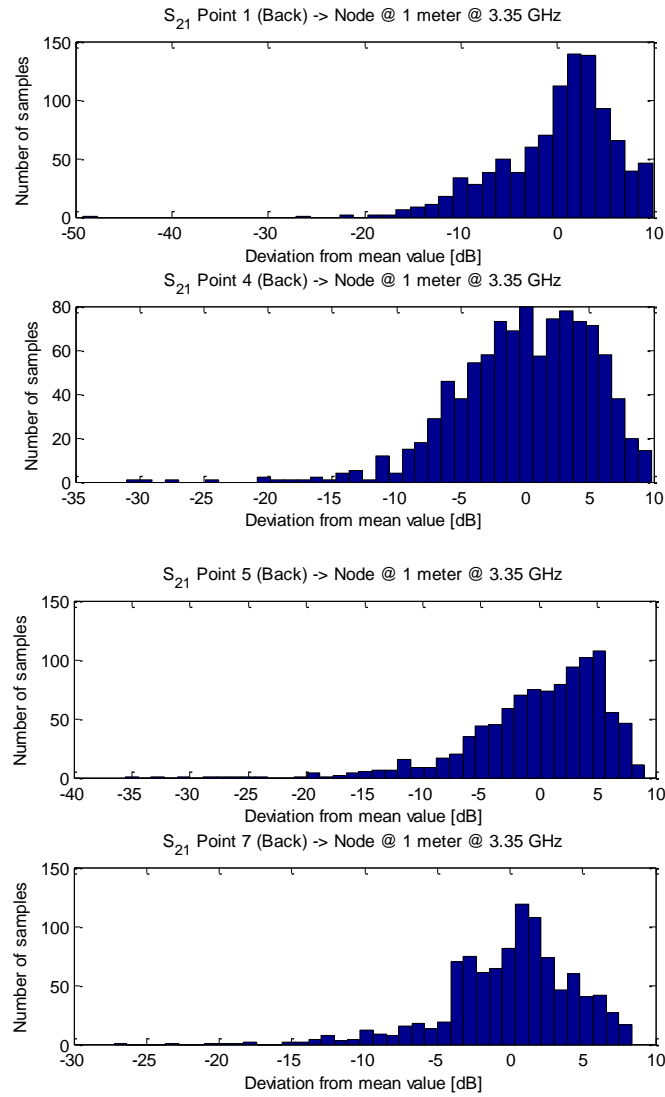 S21 Point 1 (Back) -> Node @ 1 meter @ 3.35 GHz
150
100
50
0
Number of samples
-50 -40 -30 -20 -10 0 10
Deviation from mean value [dB]
S21 Point 4 (Back) -> Node @ 1 meter @ 3.35 GHz
80
60
40
20
0
Number of samples
-35 -30 -25 -20 -15 -10 -5 0 5 10
Deviation from mean value [dB]
S21 Point 5 (Back) -> Node @ 1 meter @ 3.35 GHz
150
100
50
0
Number of samples
-40 -35 -30 -25 -20 -15 -10 -5 0 5 10
Deviation from mean value [dB]
S21 Point 7 (Back) -> Node @ 1 meter @ 3.35 GHz
150
100
50
0
Number of samples
-30 -25 -20 -15 -10 -5 0 5 10
Deviation from mean value [dB]